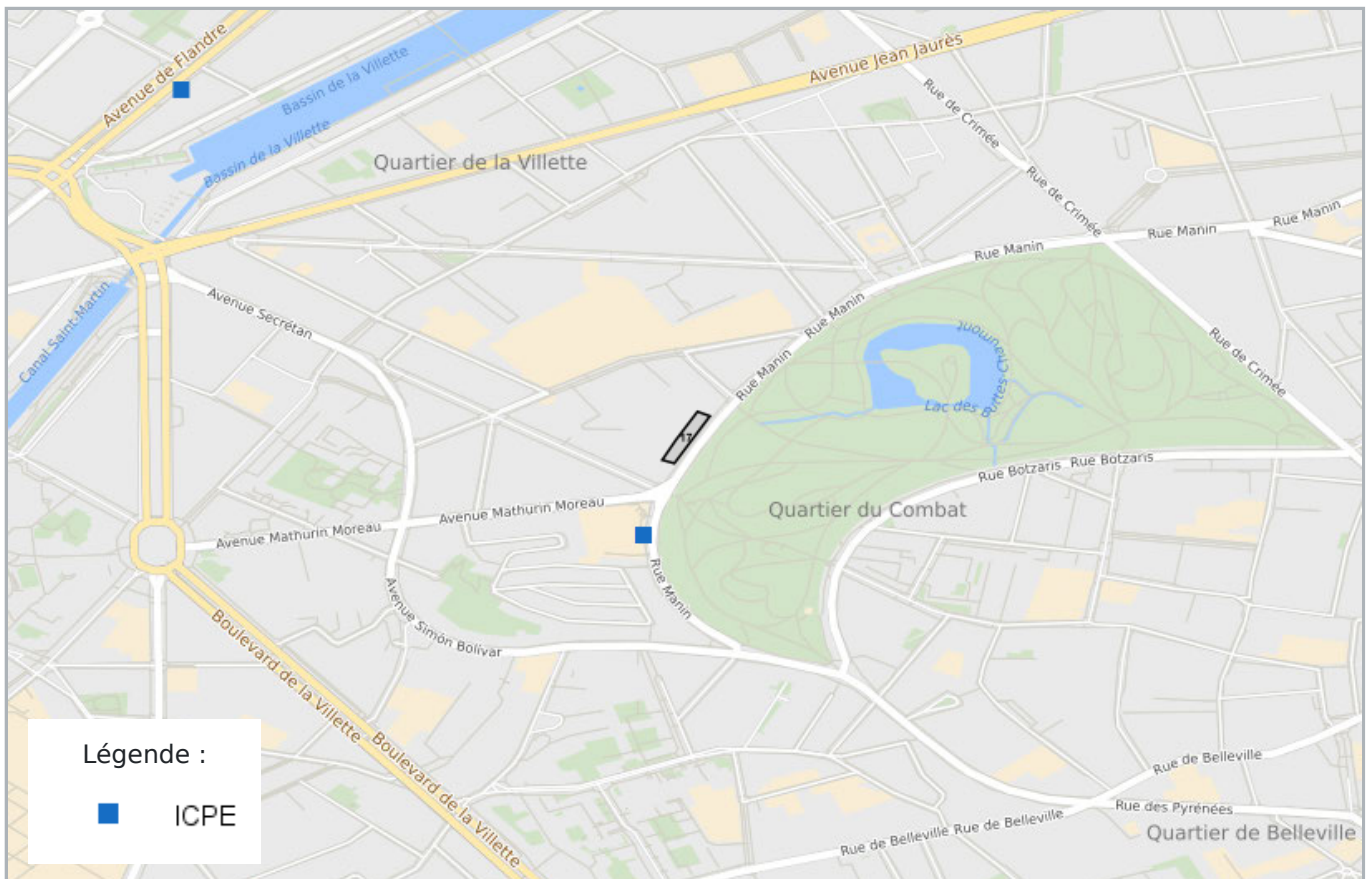 Avenue de Flandre
Bassin de la Villette
Bassin de la Villette
Avenue Jean Jaurès
Quartier de la Villette
Rue de Crimée
Rue de Crimée
Rue Manin
Rue Manin
Rue Manin
Avenue Secrétan
Canal Saint-Martin
Rue Manin
Rue Manin
Rue de Crimée
Lac des Buttes Chaumont
17
Rue Botzaris
Rue Botzaris
Avenue Mathurin Moreau
Avenue Mathurin Moreau
Quartier du Combat
Rue Manin
Avenue Simón Bolívar
Boulevard de la Villette
Boulevard de la Villette
Rue de Belleville
Rue des Pyrénées
Rue de Belleville
Rue de Belleville
Quartier de Belleville
Légende :
ICPE